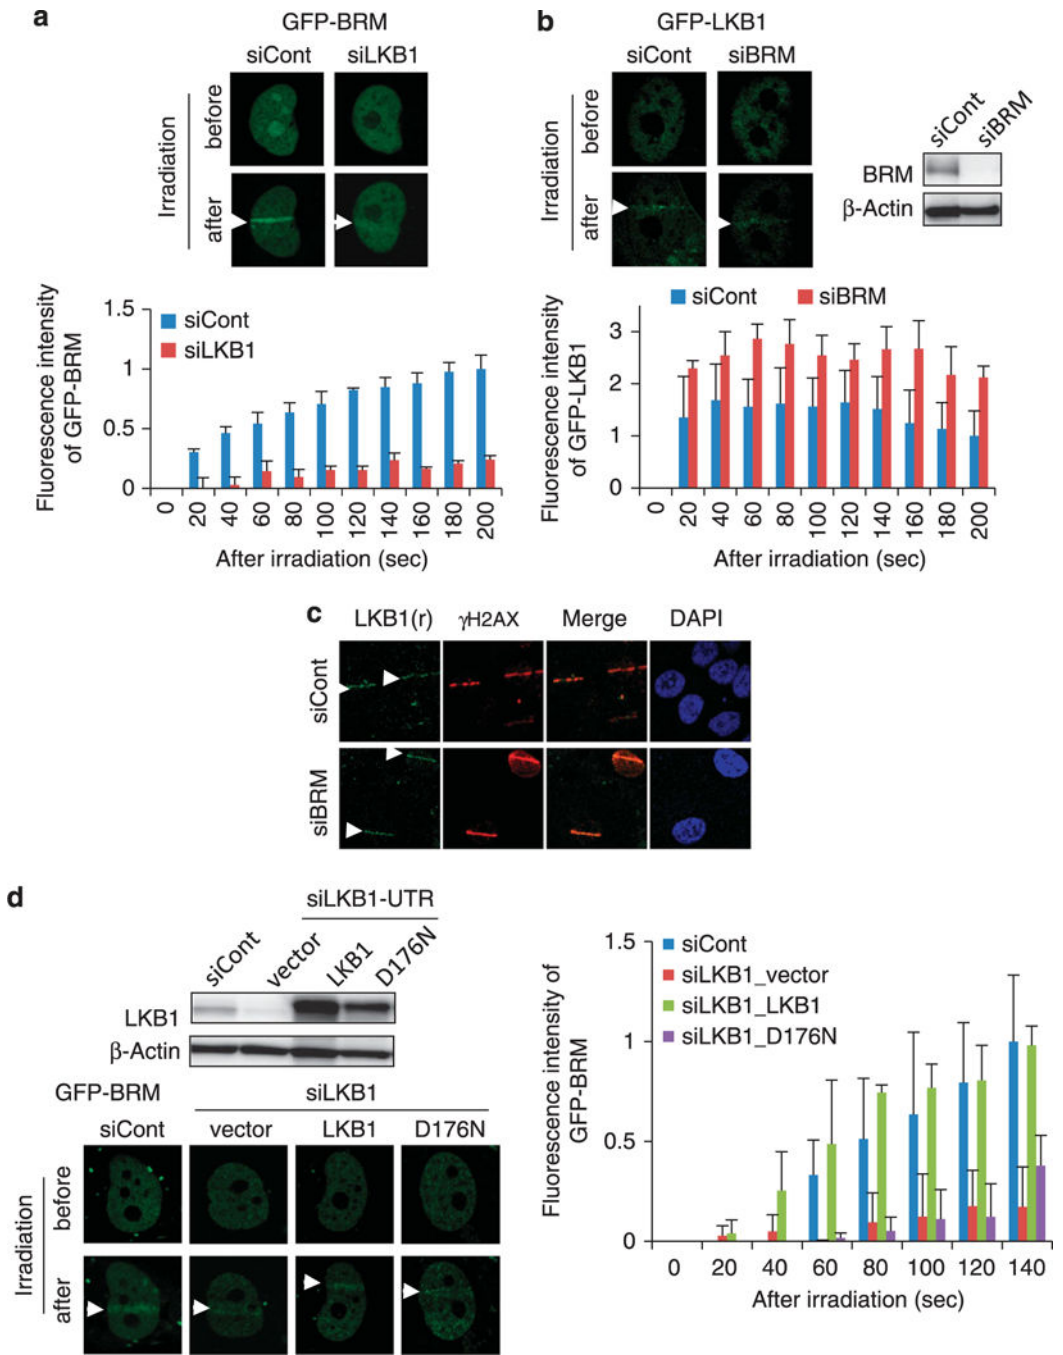 a
GFP-BRM
siCont siLKB1
Irradiation
before
after
Fluorescence intensity
of GFP-BRM
1.5
1
0.5
0
siCont
siLKB1
0 20 40 60 80 100 120 140 160 180 200
After irradiation (sec)
b
GFP-LKB1
siCont siBRM
Irradiation
before
after
siCont siBRM
BRM
β-Actin
Fluorescence intensity
of GFP-LKB1
siCont siBRM
3
2
1
0
0 20 40 60 80 100 120 140 160 180 200
After irradiation (sec)
c
LKB1(r) γH2AX Merge DAPI
siCont
siBRM
d
siLKB1-UTR
siCont vector LKB1 D176N
LKB1
β-Actin
GFP-BRM siLKB1
siCont vector LKB1 D176N
Irradiation
before
after
Fluorescence intensity of
GFP-BRM
1.5
1
0.5
0
siCont
siLKB1_vector
siLKB1_LKB1
siLKB1_D176N
0 20 40 60 80 100 120 140
After irradiation (sec)